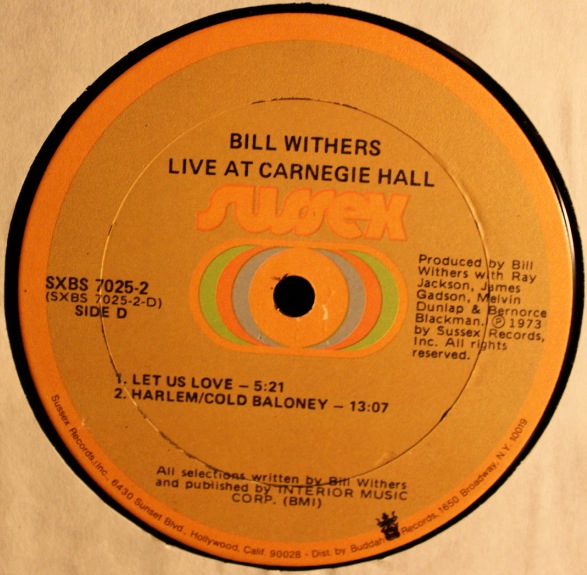 BILL WITHERS
LIVE AT CARNEGIE HALL
sussex
SXBS 7025-2
(SXBS 7025-2-D)
SIDE D
Produced by Bill
Withers with Ray
Jackson, James
Gadson, Melvin
Dunlap & Bernorce
Blackman. Ⓟ 1973
by Sussex Records,
Inc. All rights
reserved.
1. LET US LOVE – 5:21
2. HARLEM/COLD BALONEY – 13:07
All selections written by Bill Withers
and published by INTERIOR MUSIC
CORP. (BMI)
Sussex Records, Inc. 6430 Sunset Blvd., Hollywood, Calif. 90028 - Dist. by Buddah Records, 1650 Broadway, N.Y. 10019